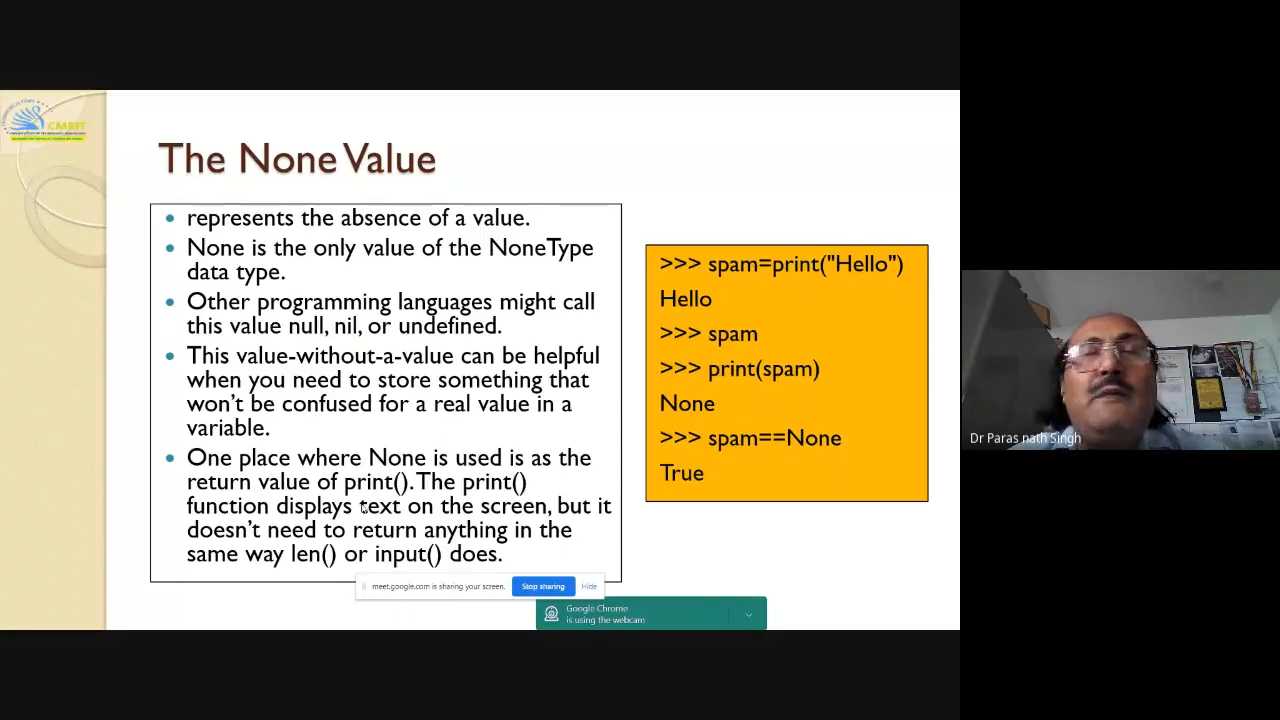 CMRIT
The None Value
represents the absence of a value.
None is the only value of the NoneType
data type.
Other programming languages might call
this value null, nil, or undefined.
This value-without-a-value can be helpful
when you need to store something that
won't be confused for a real value in a
variable.
One place where None is used is as the
return value of print(). The print()
function displays text on the screen, but it
doesn't need to return anything in the
same way len() or input() does.
>>> spam=print("Hello")
Hello
>>> spam
>>> print(spam)
None
>>> spam==None
True
meet.google.com is sharing your screen.
Stop sharing
Hide
Google Chrome
is using the webcam
Dr Paras nath Singh